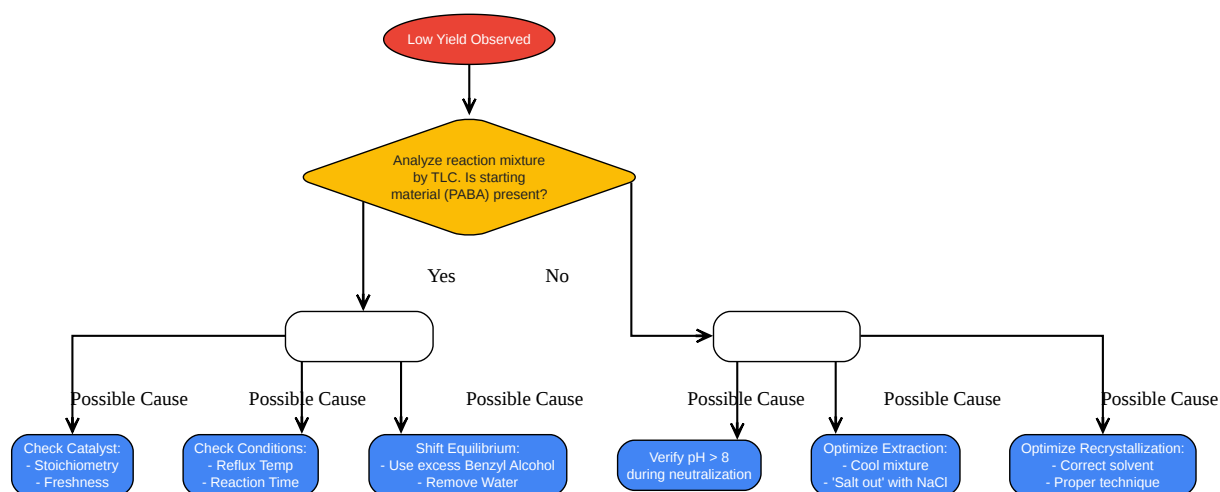 Low Yield Observed
Analyze reaction mixture
by TLC. Is starting
material (PABA) present?
Yes
No
Possible Cause
Possible Cause
Possible Cause
Possible Cause
Possible Cause
Possible Cause
Check Catalyst:
- Stoichiometry
- Freshness
Check Conditions:
- Reflux Temp
- Reaction Time
Shift Equilibrium:
- Use excess Benzyl Alcohol
- Remove Water
Verify pH > 8
during neutralization
Optimize Extraction:
- Cool mixture
- 'Salt out' with NaCl
Optimize Recrystallization:
- Correct solvent
- Proper technique